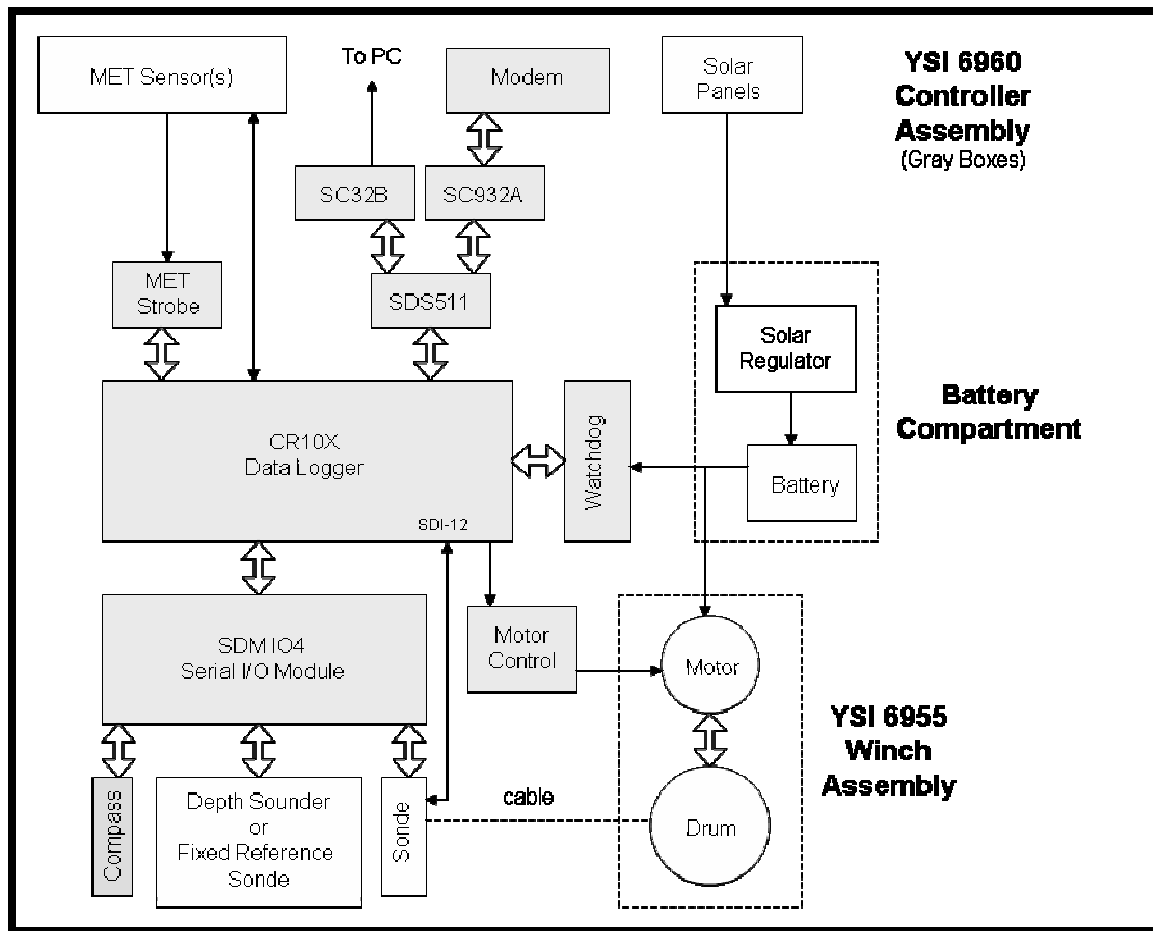 MET Sensor(s)
To PC
Modem
Solar
Panels
YSI 6960
Controller
Assembly
(Gray Boxes)
SC32B
SC932A
MET
Strobe
SDS511
Solar
Regulator
Battery
Compartment
CR10X
Data Logger
SDI-12
Watchdog
Battery
SDM IO4
Serial I/O Module
Motor
Control
Motor
YSI 6955
Winch
Assembly
Compass
Depth Sounder
or
Fixed Reference
Sonde
Sonde
cable
Drum